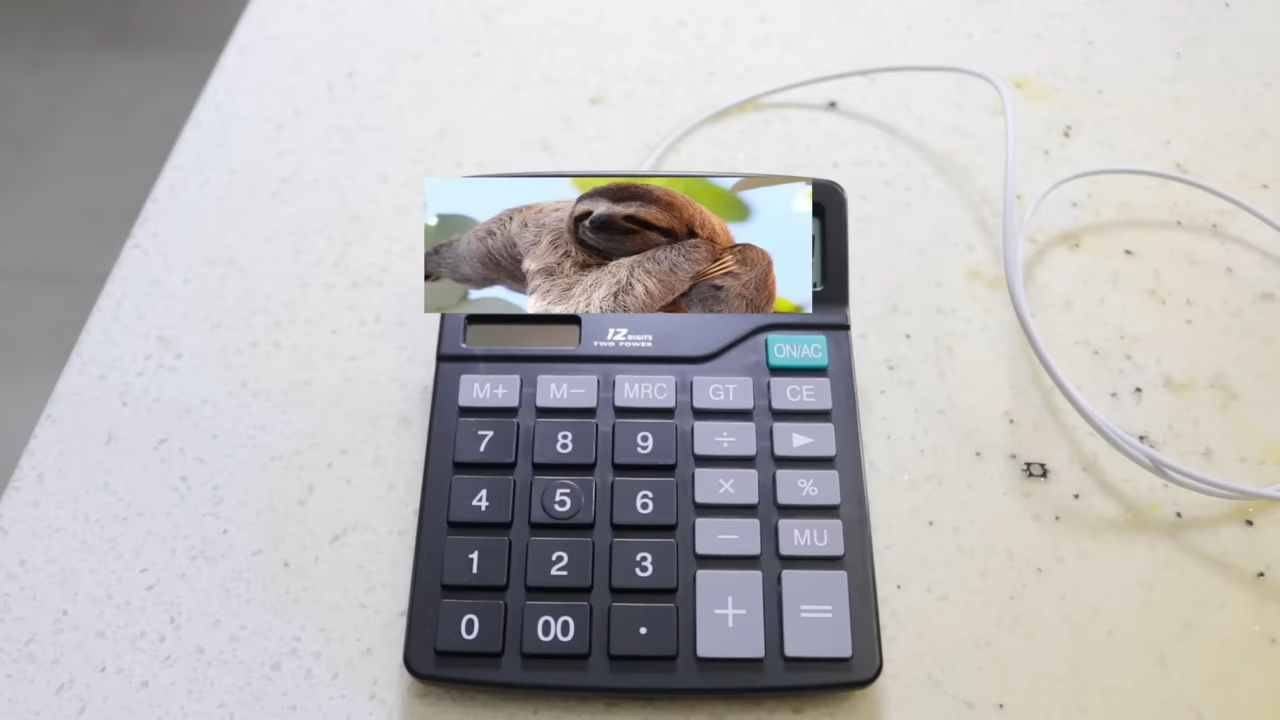 12 DIGITS
TWO POWER
ON/AC
M+ M− MRC GT CE
7 8 9 ÷ ▶
4 5 6 × %
1 2 3 − MU
0 00 . + =